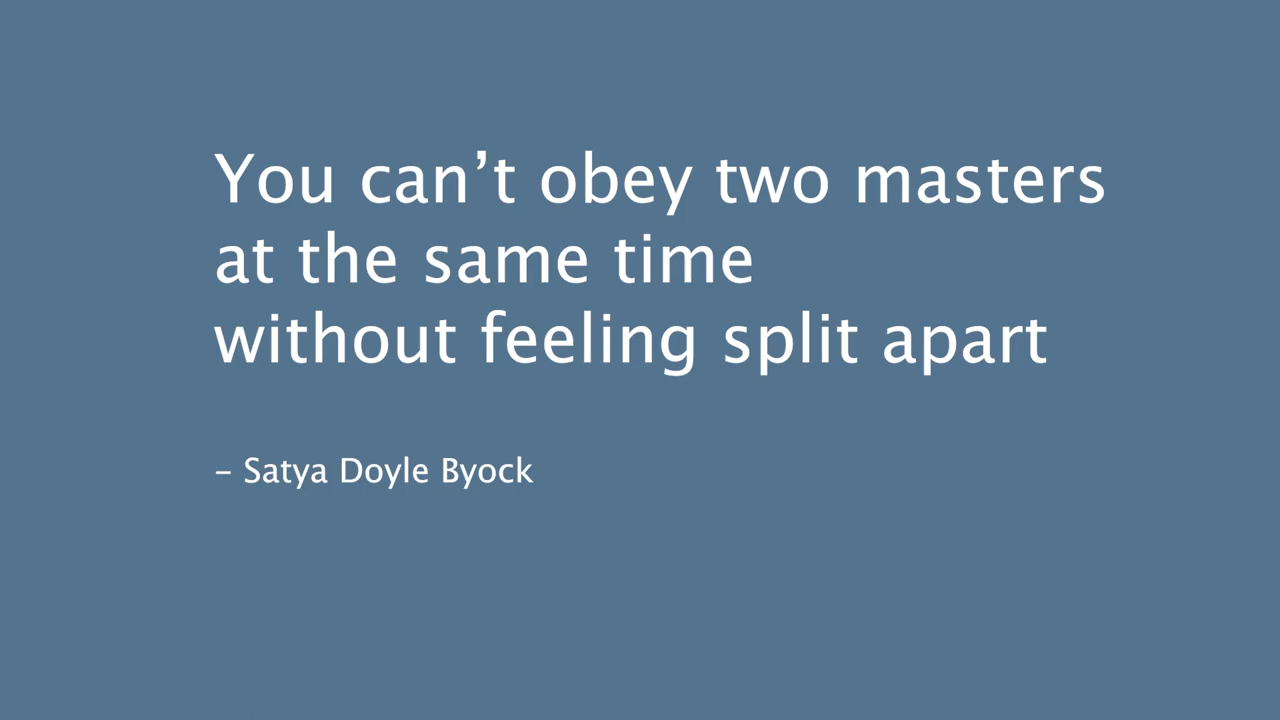 You can’t obey two masters
at the same time
without feeling split apart
– Satya Doyle Byock